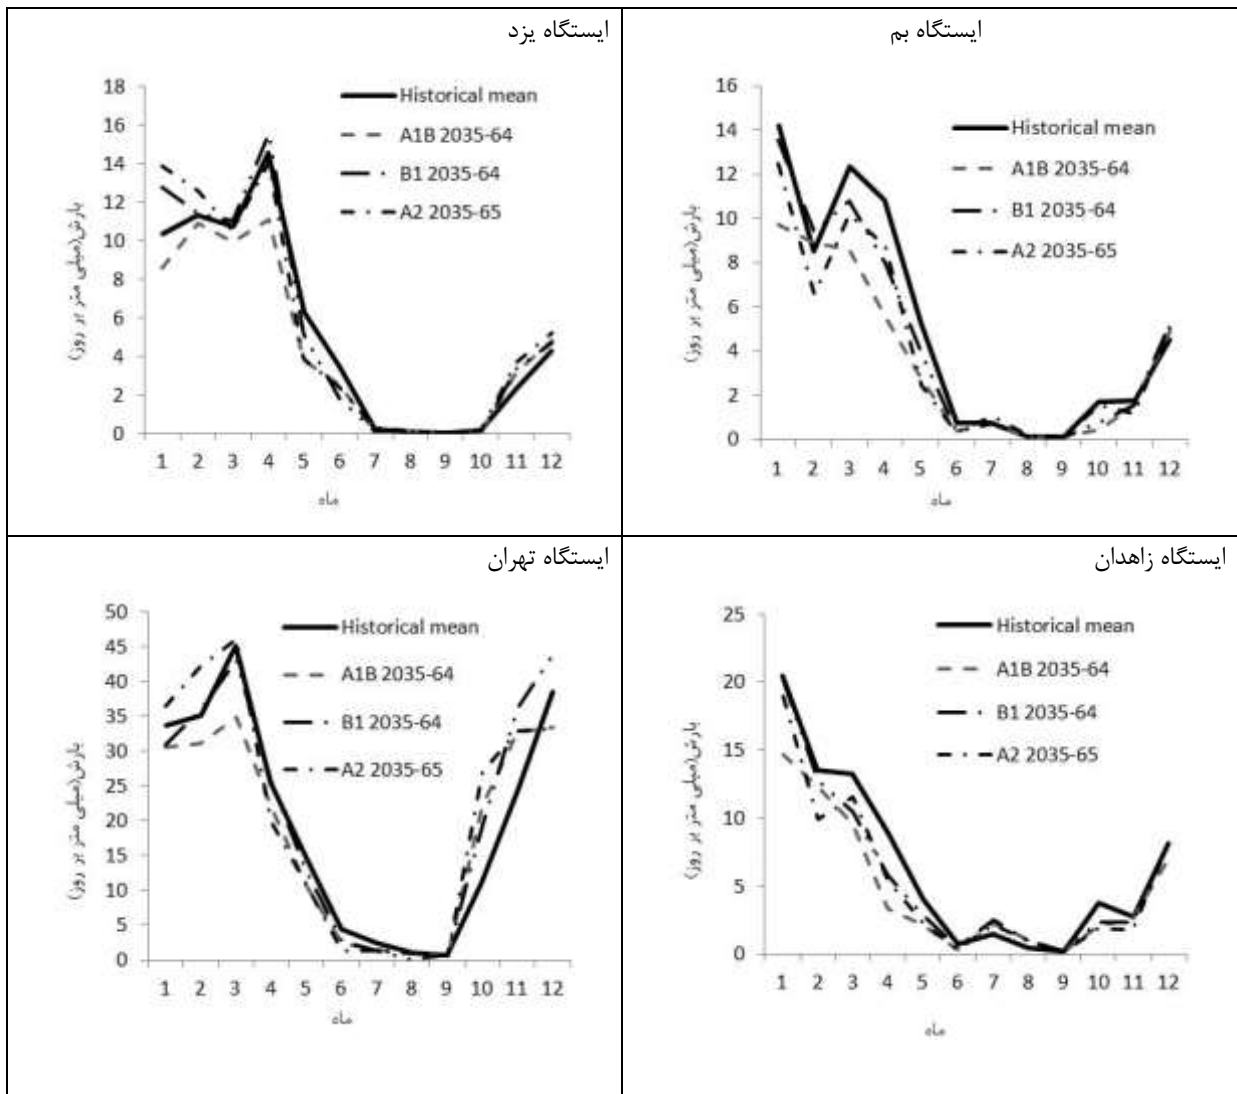 ایستگاه یزد
18
16
14
12
10
8
6
4
2
0
بارش(میلی متر بر روز)
Historical mean
A1B 2035-64
B1 2035-64
A2 2035-65
1 2 3 4 5 6 7 8 9 10 11 12
ماه
ایستگاه بم
16
14
12
10
8
6
4
2
0
بارش(میلی متر بر روز)
Historical mean
A1B 2035-64
B1 2035-64
A2 2035-65
1 2 3 4 5 6 7 8 9 10 11 12
ماه
ایستگاه تهران
50
45
40
35
30
25
20
15
10
5
0
بارش(میلی متر بر روز)
Historical mean
A1B 2035-64
B1 2035-64
A2 2035-65
1 2 3 4 5 6 7 8 9 10 11 12
ماه
ایستگاه زاهدان
25
20
15
10
5
0
بارش(میلی متر بر روز)
Historical mean
A1B 2035-64
B1 2035-64
A2 2035-65
1 2 3 4 5 6 7 8 9 10 11 12
ماه